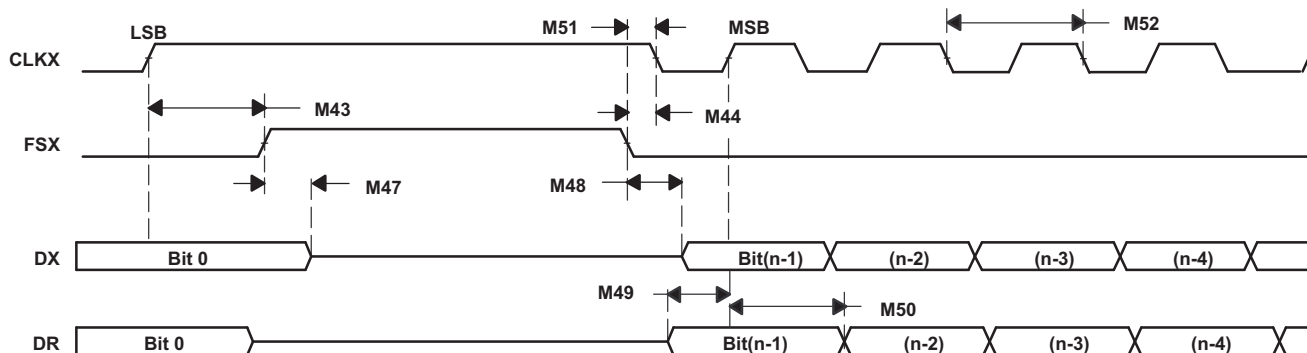 LSB
M51
MSB
M52
CLKX
M43
M44
FSX
M47
M48
DX
Bit 0
Bit(n-1)
(n-2)
(n-3)
(n-4)
M49
M50
DR
Bit 0
Bit(n-1)
(n-2)
(n-3)
(n-4)